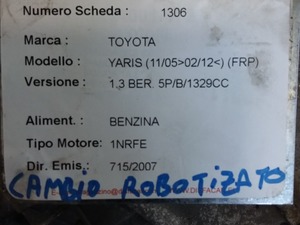 Numero Scheda : 1306
Marca : TOYOTA
Modello : YARIS (11/05>02/12<) (FRP)
Versione : 1.3 BER. 5P/B/1329CC
Aliment. : BENZINA
Tipo Motore: 1NRFE
Dir. Emis.: 715/2007
CAMBIO ROBOTIZATO